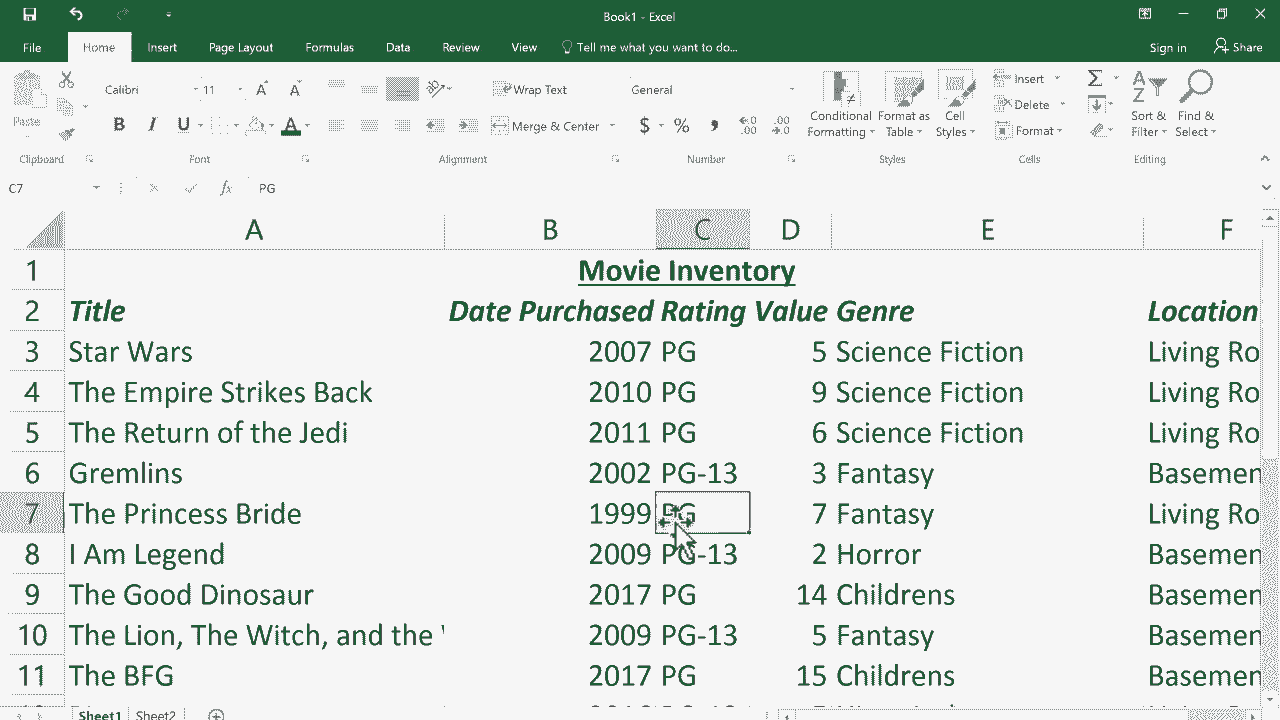 Book1 - Excel
File Home Insert Page Layout Formulas Data Review View Tell me what you want to do... Sign in Share
Calibri 11 Wrap Text General Insert
Paste Delete
B I U A Merge & Center $ % Conditional Formatting Format as Table Cell Styles Format Sort & Filter Find & Select
Clipboard Font Alignment Number Styles Cells Editing
C7 fx PG
A B C D E F
1 Movie Inventory
2 Title Date Purchased Rating Value Genre Location
3 Star Wars 2007 PG 5 Science Fiction Living Ro
4 The Empire Strikes Back 2010 PG 9 Science Fiction Living Ro
5 The Return of the Jedi 2011 PG 6 Science Fiction Living Ro
6 Gremlins 2002 PG-13 3 Fantasy Basemen
7 The Princess Bride 1999 PG 7 Fantasy Living Ro
8 I Am Legend 2009 PG-13 2 Horror Basemen
9 The Good Dinosaur 2017 PG 14 Childrens Basemen
10 The Lion, The Witch, and the 2009 PG-13 5 Fantasy Basemen
11 The BFG 2017 PG 15 Childrens Basemen
Sheet1 Sheet2